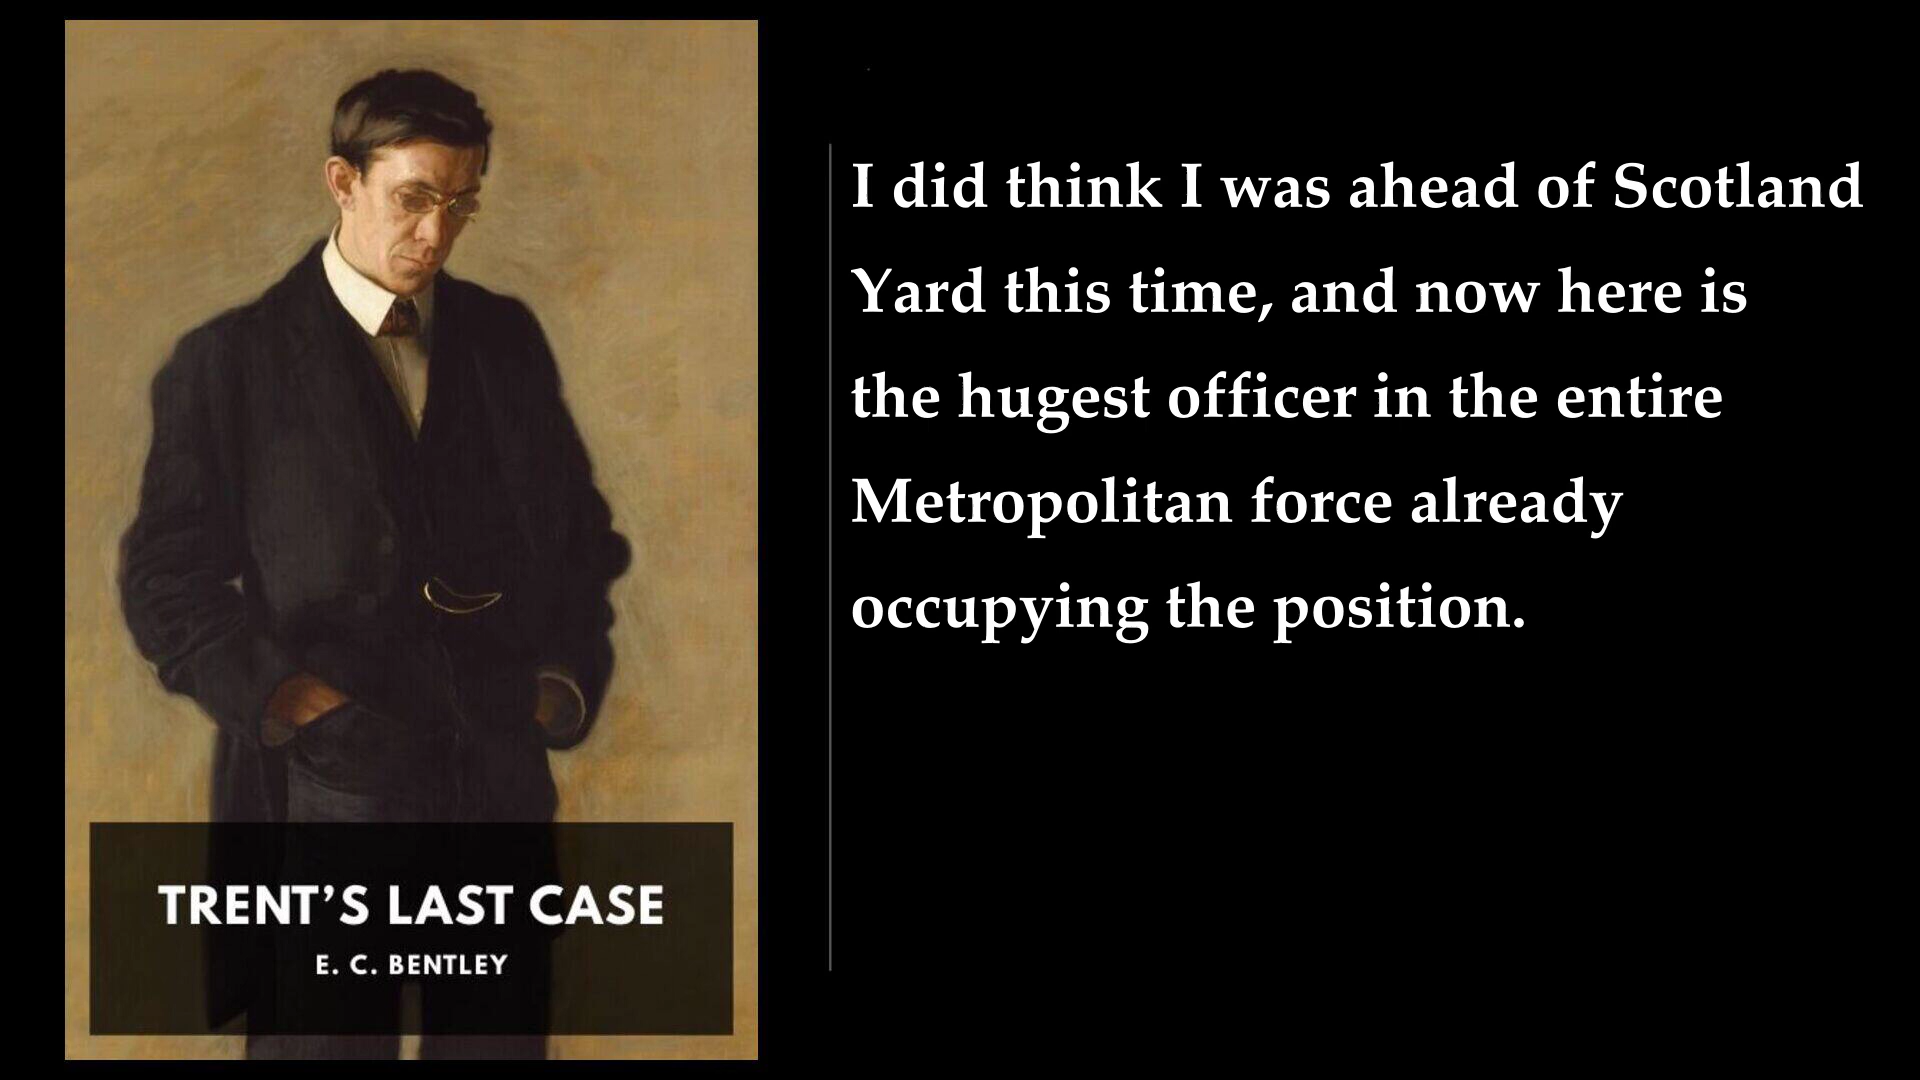 I did think I was ahead of Scotland
Yard this time, and now here is
the hugest officer in the entire
Metropolitan force already
occupying the position.
TRENT’S LAST CASE
E. C. BENTLEY